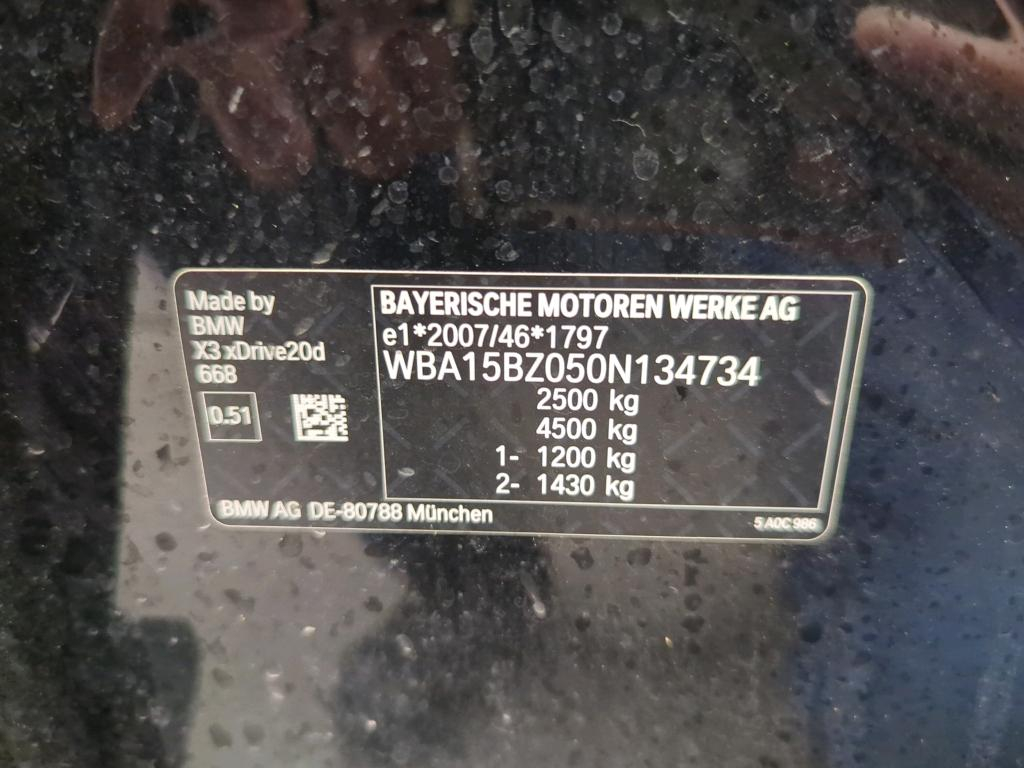 Made by
BMW
X3 xDrive20d
668
0.51
BAYERISCHE MOTOREN WERKE AG
e1*2007/46*1797
WBA15BZ050N134734
2500 kg
4500 kg
1- 1200 kg
2- 1430 kg
BMW AG DE-80788 München
5 A0C 986